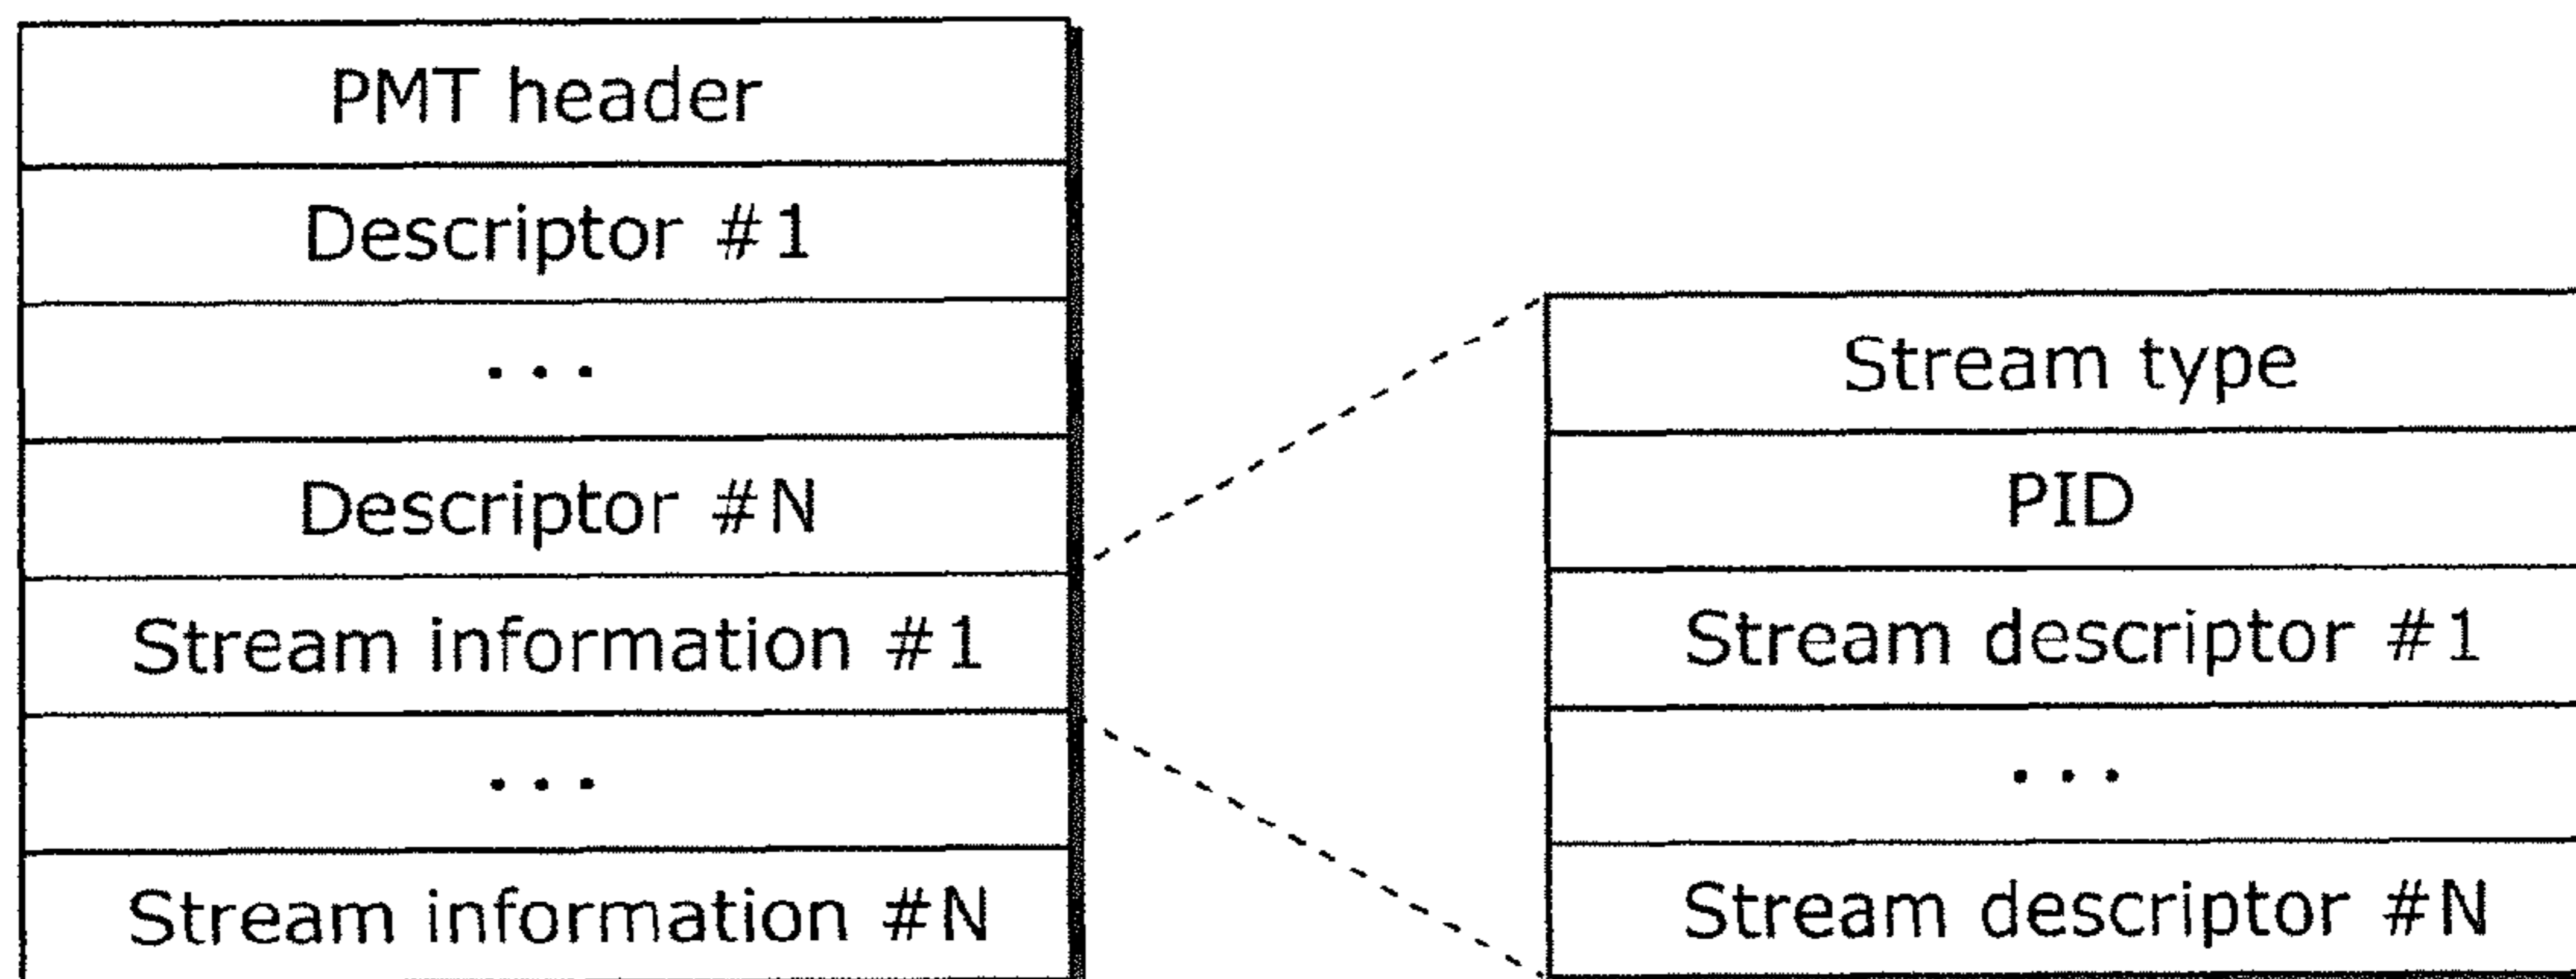 PMT header
Descriptor #1
...
Descriptor #N
Stream information #1
...
Stream information #N
Stream type
PID
Stream descriptor #1
...
Stream descriptor #N